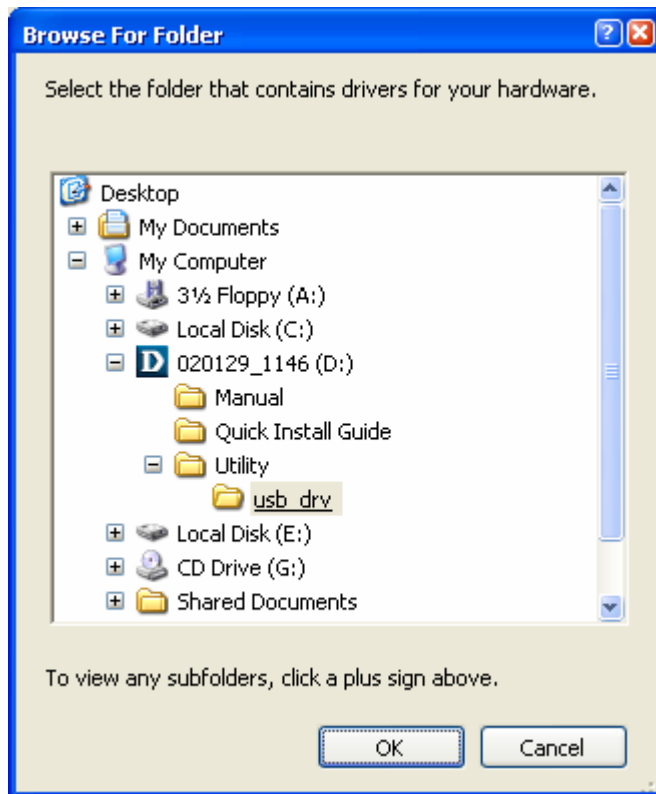 Browse For Folder
Select the folder that contains drivers for your hardware.
Desktop
My Documents
My Computer
3½ Floppy (A:)
Local Disk (C:)
D 020129_1146 (D:)
Manual
Quick Install Guide
Utility
usb_drv
Local Disk (E:)
CD Drive (G:)
Shared Documents
To view any subfolders, click a plus sign above.
OK Cancel